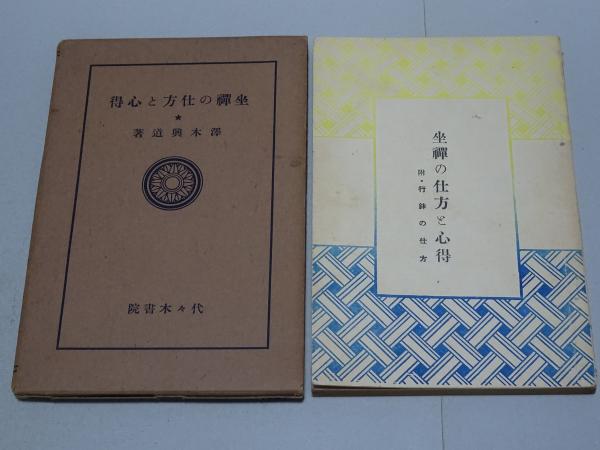 得心と方仕の禪坐
★
著道興木澤
院書木々代
坐禪の仕方と心得
附・行鉢の仕方